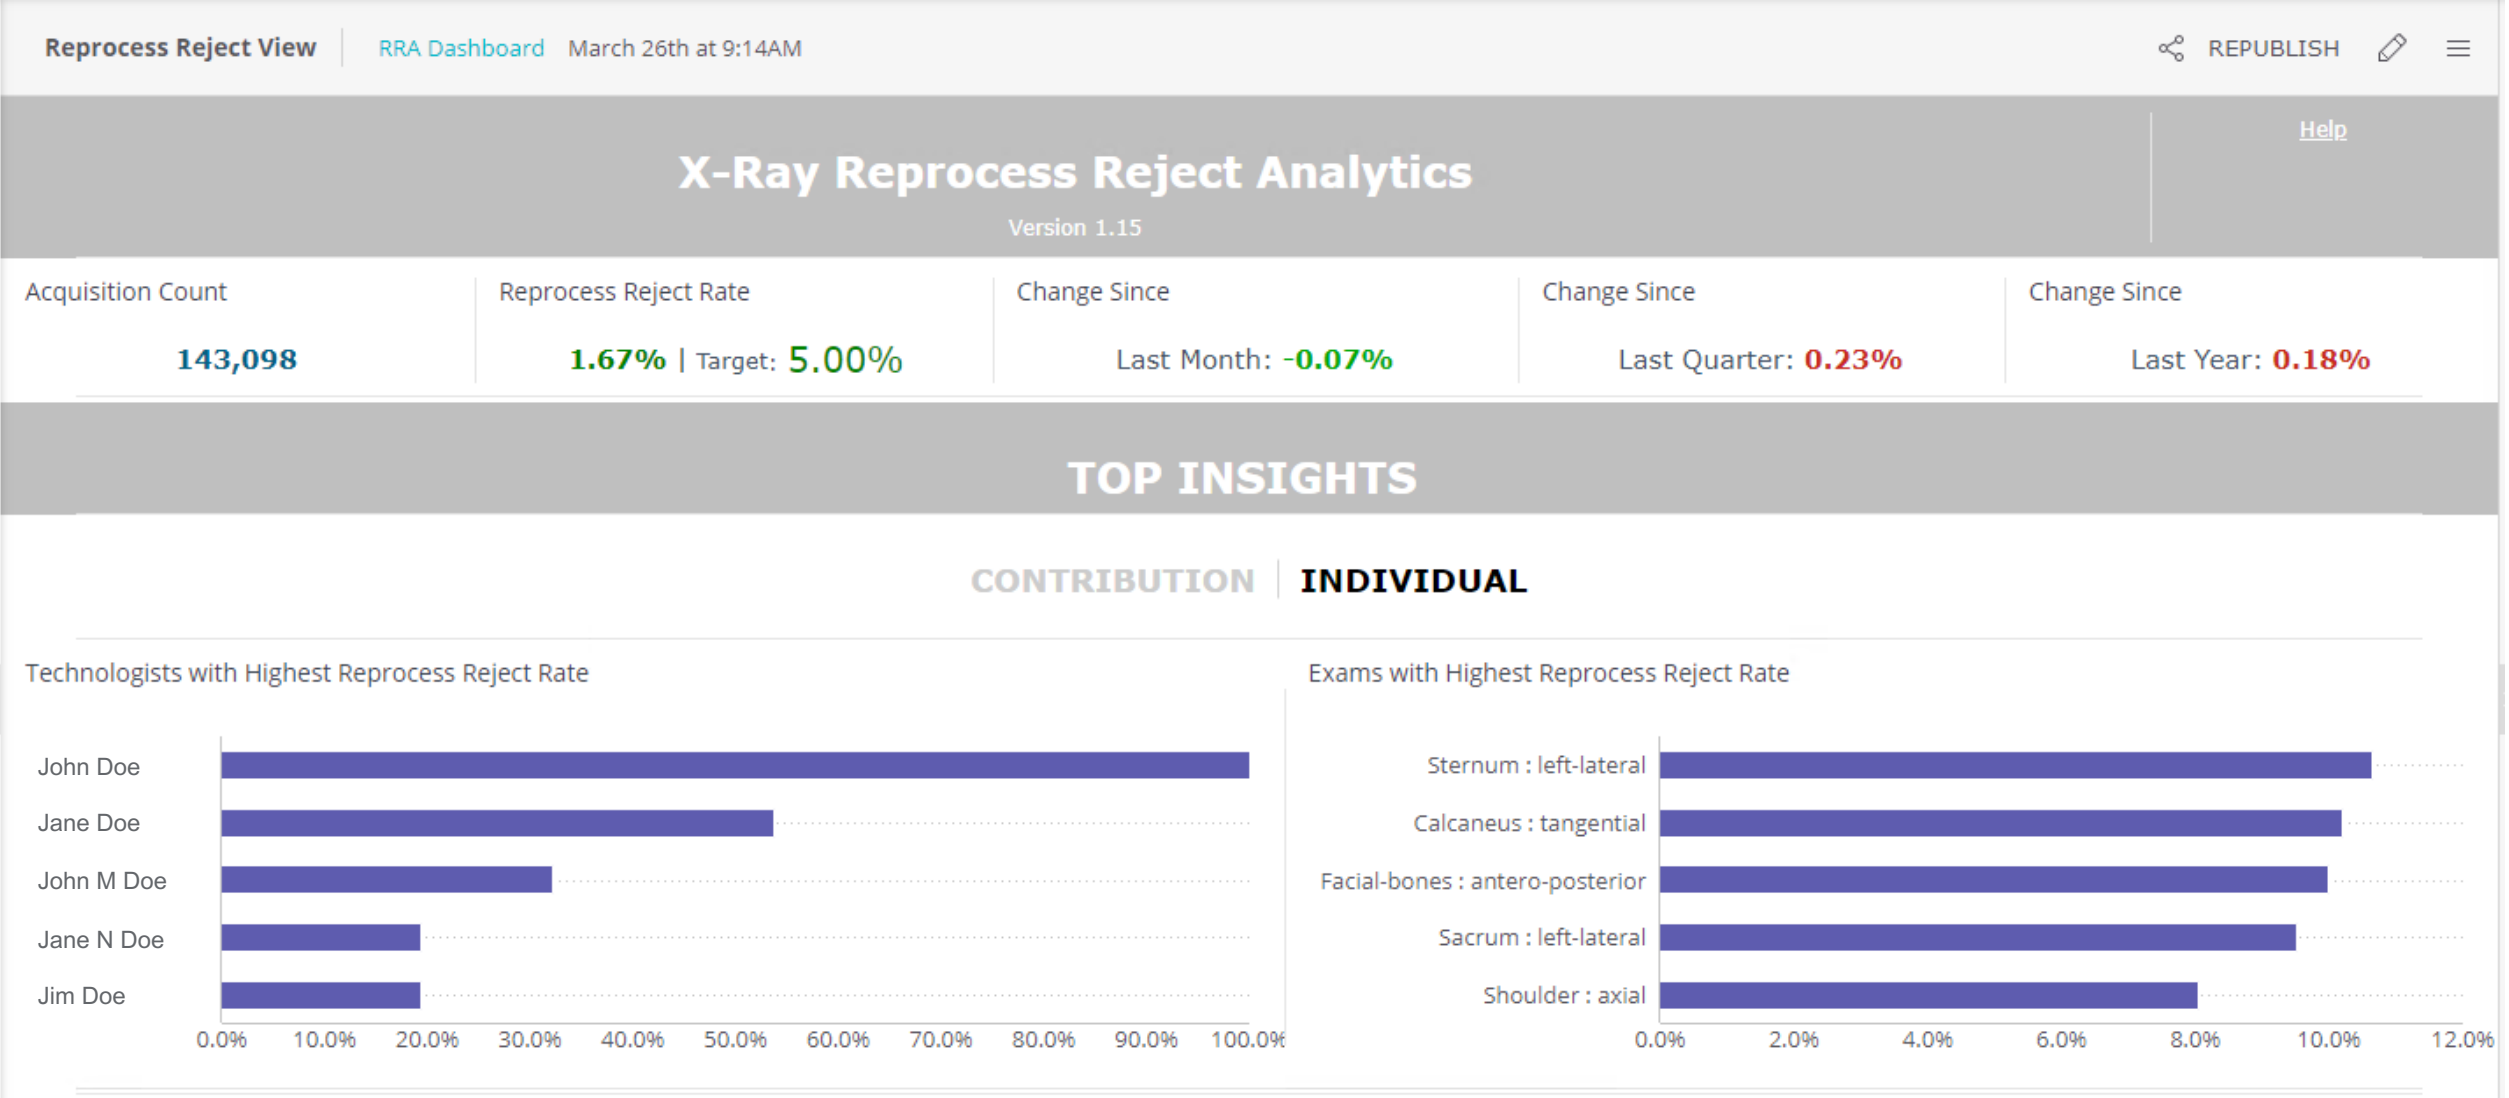 Reprocess Reject View RRA Dashboard March 26th at 9:14AM REPUBLISH
Help
X-Ray Reprocess Reject Analytics
Version 1.15
Acquisition Count
143,098
Reprocess Reject Rate
1.67% | Target: 5.00%
Change Since
Last Month: -0.07%
Change Since
Last Quarter: 0.23%
Change Since
Last Year: 0.18%
TOP INSIGHTS
CONTRIBUTION INDIVIDUAL
Technologists with Highest Reprocess Reject Rate
John Doe
Jane Doe
John M Doe
Jane N Doe
Jim Doe
0.0% 10.0% 20.0% 30.0% 40.0% 50.0% 60.0% 70.0% 80.0% 90.0% 100.0%
Exams with Highest Reprocess Reject Rate
Sternum : left-lateral
Calcaneus : tangential
Facial-bones : antero-posterior
Sacrum : left-lateral
Shoulder : axial
0.0% 2.0% 4.0% 6.0% 8.0% 10.0% 12.0%